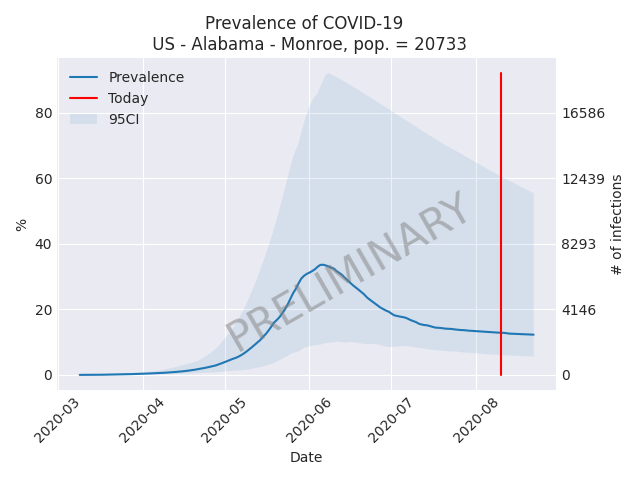 Prevalence of COVID-19
US - Alabama - Monroe, pop. = 20733
Prevalence
Today
95CI
80
60
40
20
0
%
16586
12439
8293
4146
0
# of infections
PRELIMINARY
2020-03
2020-04
2020-05
2020-06
2020-07
2020-08
Date